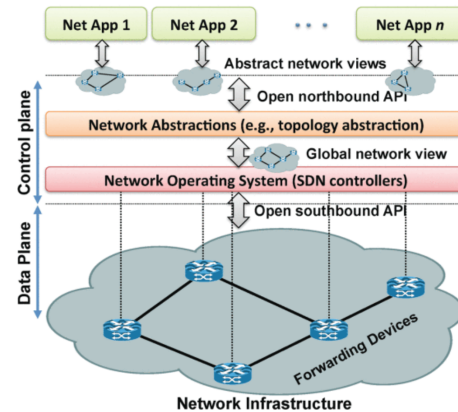 Net App 1
Net App 2
• • •
Net App n
Abstract network views
Open northbound API
Network Abstractions (e.g., topology abstraction)
Global network view
Network Operating System (SDN controllers)
Open southbound API
Control plane
Data Plane
Forwarding Devices
Network Infrastructure